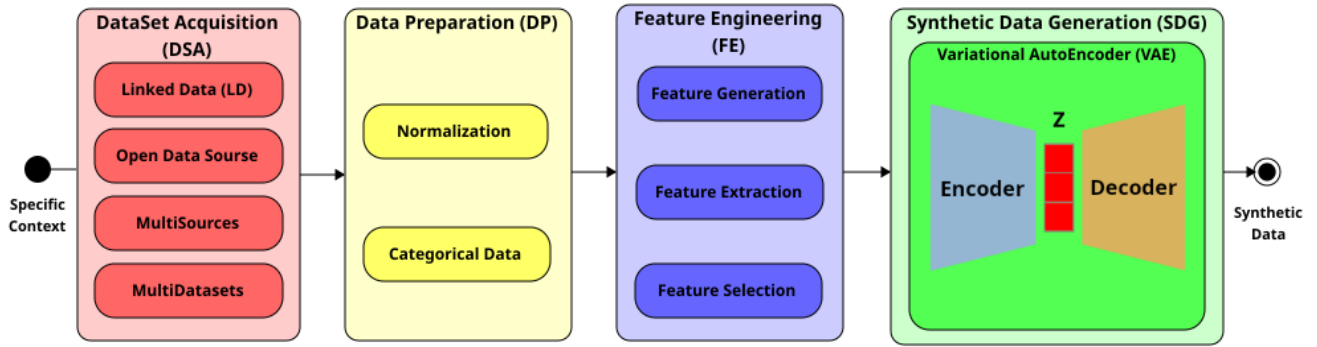 Specific
Context
DataSet Acquisition
(DSA)
Linked Data (LD)
Open Data Sourse
MultiSources
MultiDatasets
Data Preparation (DP)
Normalization
Categorical Data
Feature Engineering
(FE)
Feature Generation
Feature Extraction
Feature Selection
Synthetic Data Generation (SDG)
Variational AutoEncoder (VAE)
Encoder
Z
Decoder
Synthetic
Data